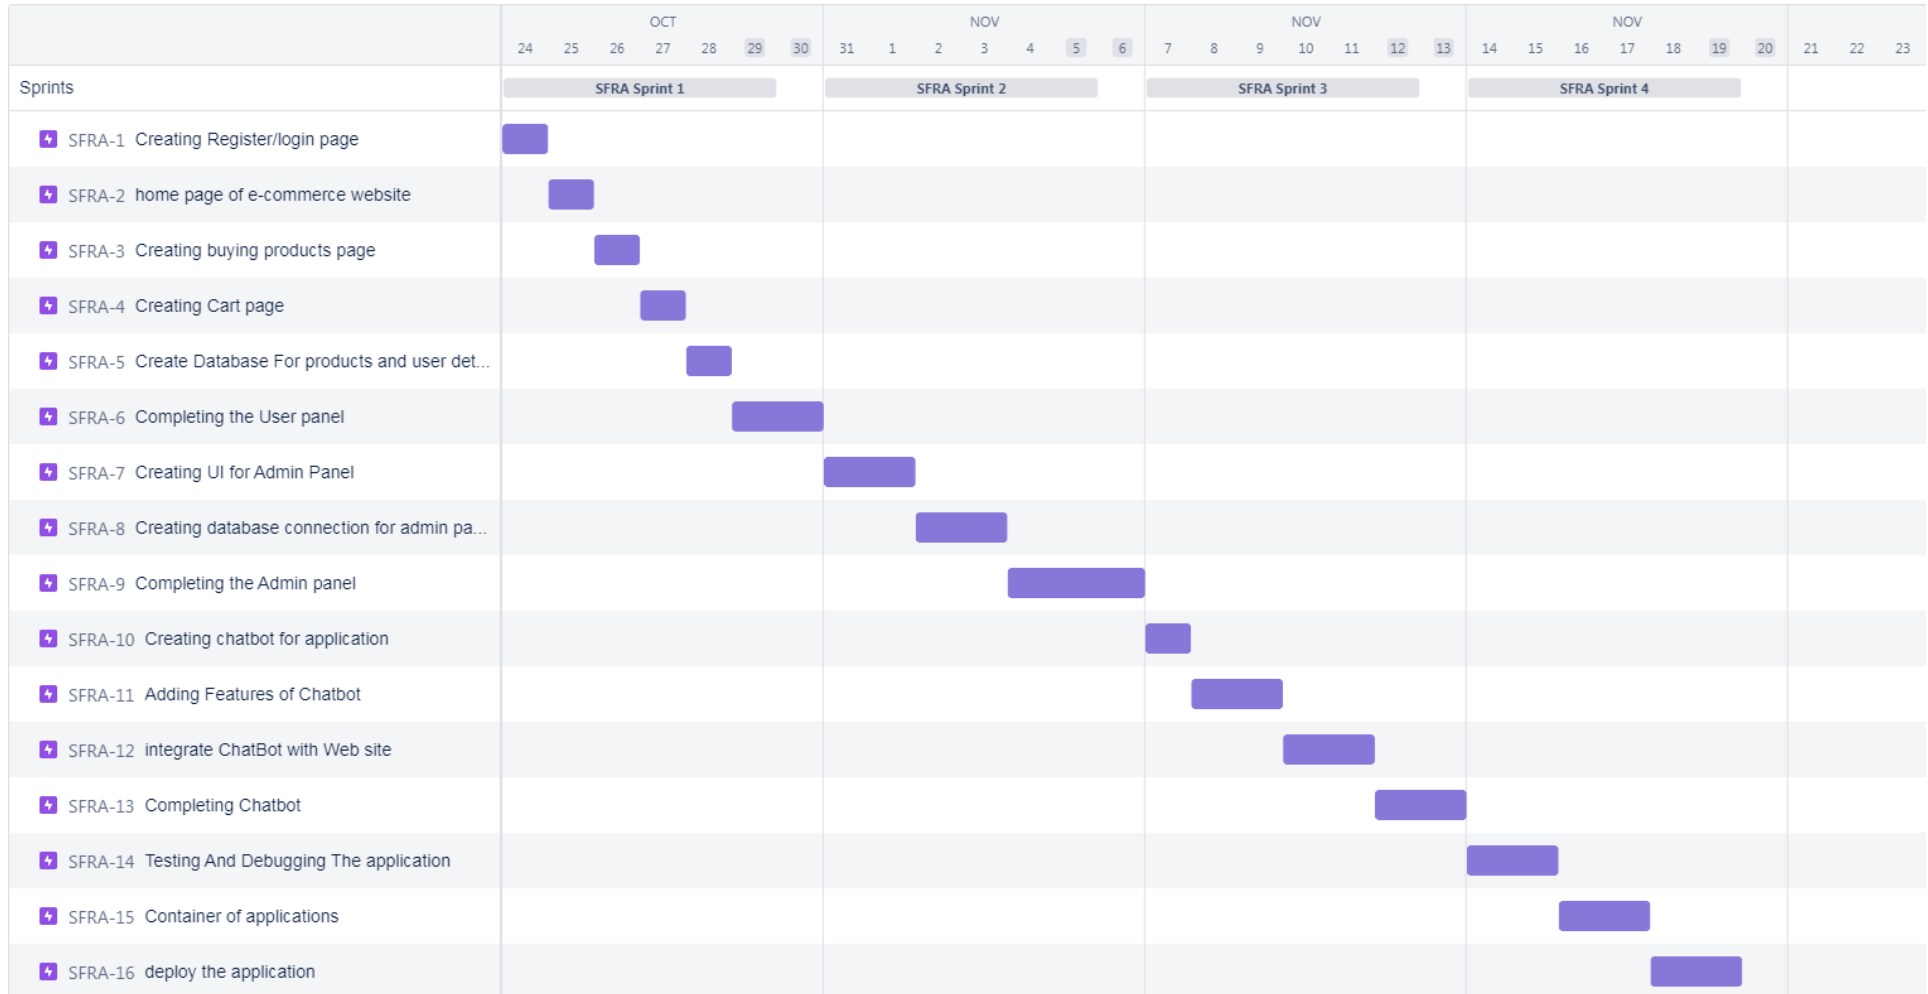 OCT NOV NOV NOV
24 25 26 27 28 29 30 31 1 2 3 4 5 6 7 8 9 10 11 12 13 14 15 16 17 18 19 20 21 22 23
Sprints SFRA Sprint 1 SFRA Sprint 2 SFRA Sprint 3 SFRA Sprint 4
SFRA-1 Creating Register/login page
SFRA-2 home page of e-commerce website
SFRA-3 Creating buying products page
SFRA-4 Creating Cart page
SFRA-5 Create Database For products and user det...
SFRA-6 Completing the User panel
SFRA-7 Creating UI for Admin Panel
SFRA-8 Creating database connection for admin pa...
SFRA-9 Completing the Admin panel
SFRA-10 Creating chatbot for application
SFRA-11 Adding Features of Chatbot
SFRA-12 integrate ChatBot with Web site
SFRA-13 Completing Chatbot
SFRA-14 Testing And Debugging The application
SFRA-15 Container of applications
SFRA-16 deploy the application